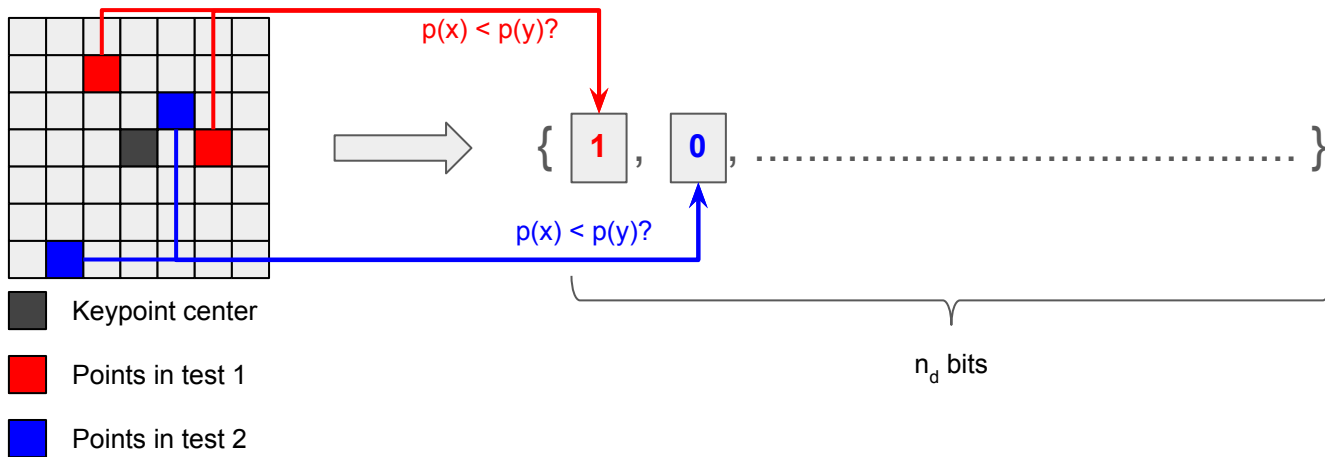 p(x) < p(y)?
{ 1, 0, ........................................... }
p(x) < p(y)?
Keypoint center
n_d bits
Points in test 1
Points in test 2